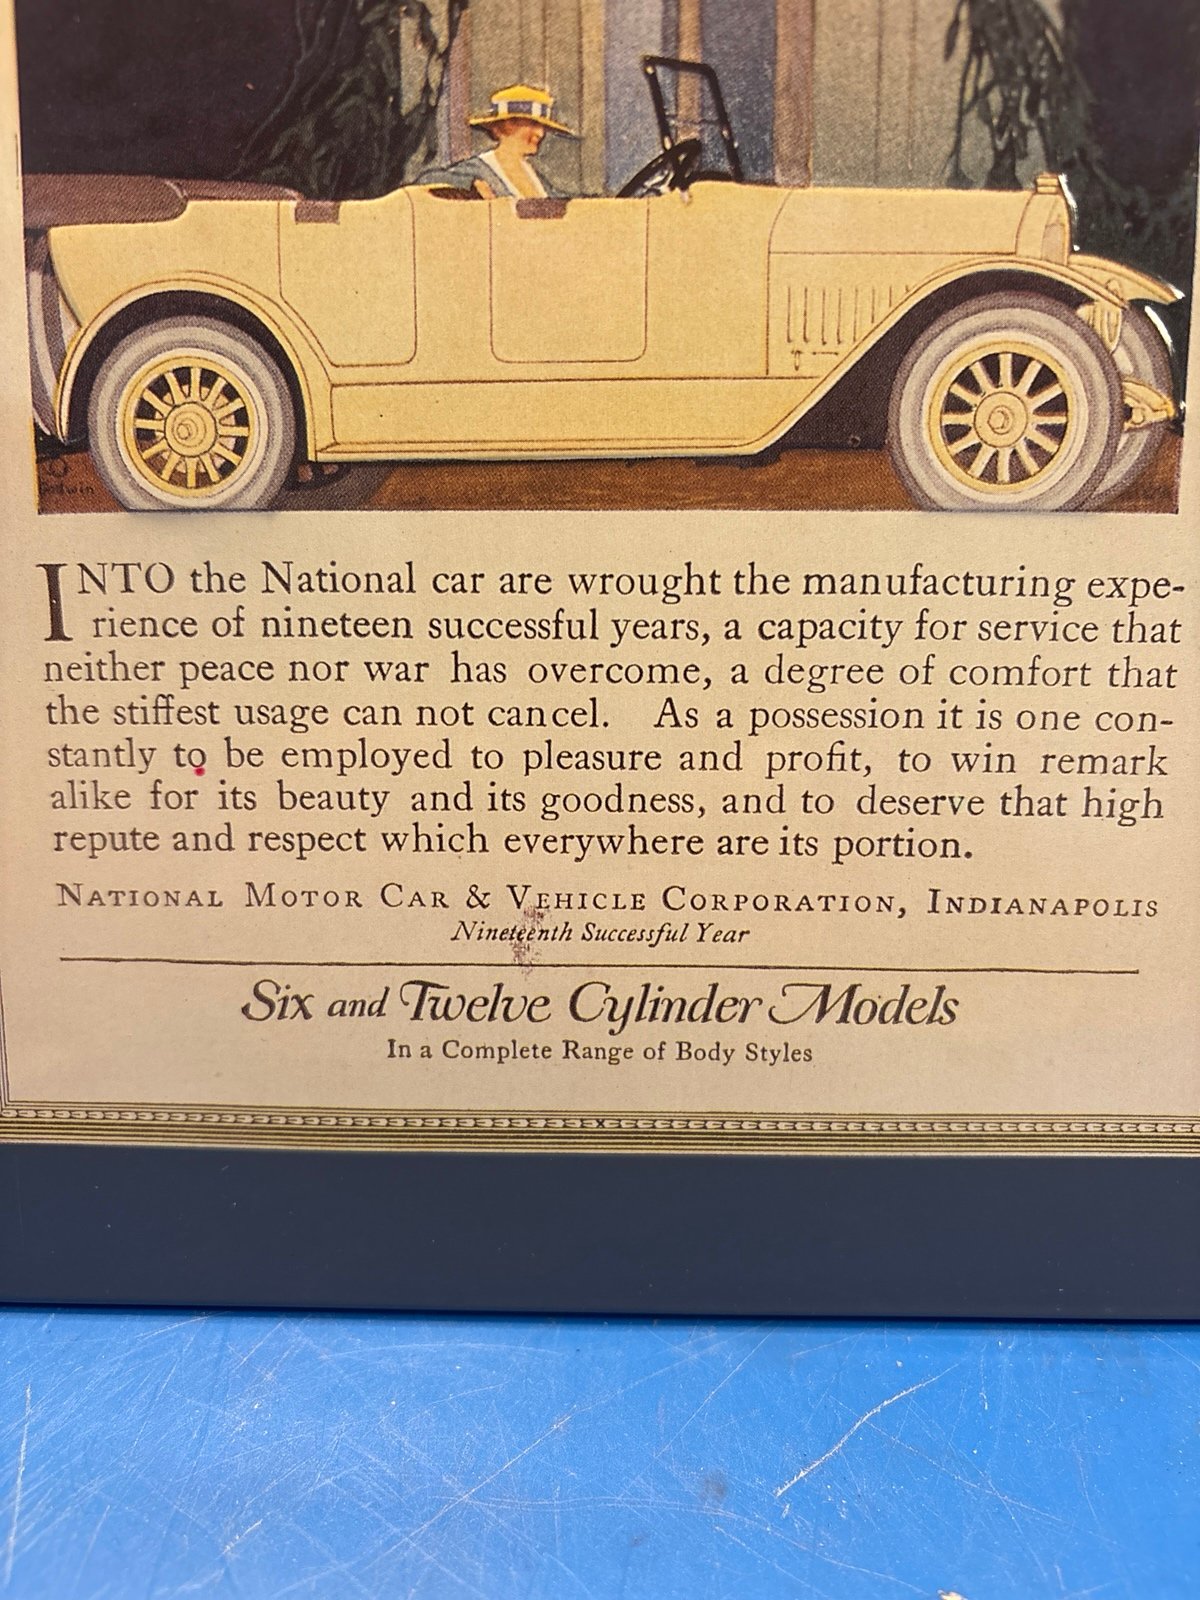 INTO the National car are wrought the manufacturing expe-
rience of nineteen successful years, a capacity for service that
neither peace nor war has overcome, a degree of comfort that
the stiffest usage can not cancel. As a possession it is one con-
stantly to be employed to pleasure and profit, to win remark
alike for its beauty and its goodness, and to deserve that high
repute and respect which everywhere are its portion.
NATIONAL MOTOR CAR & VEHICLE CORPORATION, INDIANAPOLIS
Nineteenth Successful Year
Six and Twelve Cylinder Models
In a Complete Range of Body Styles